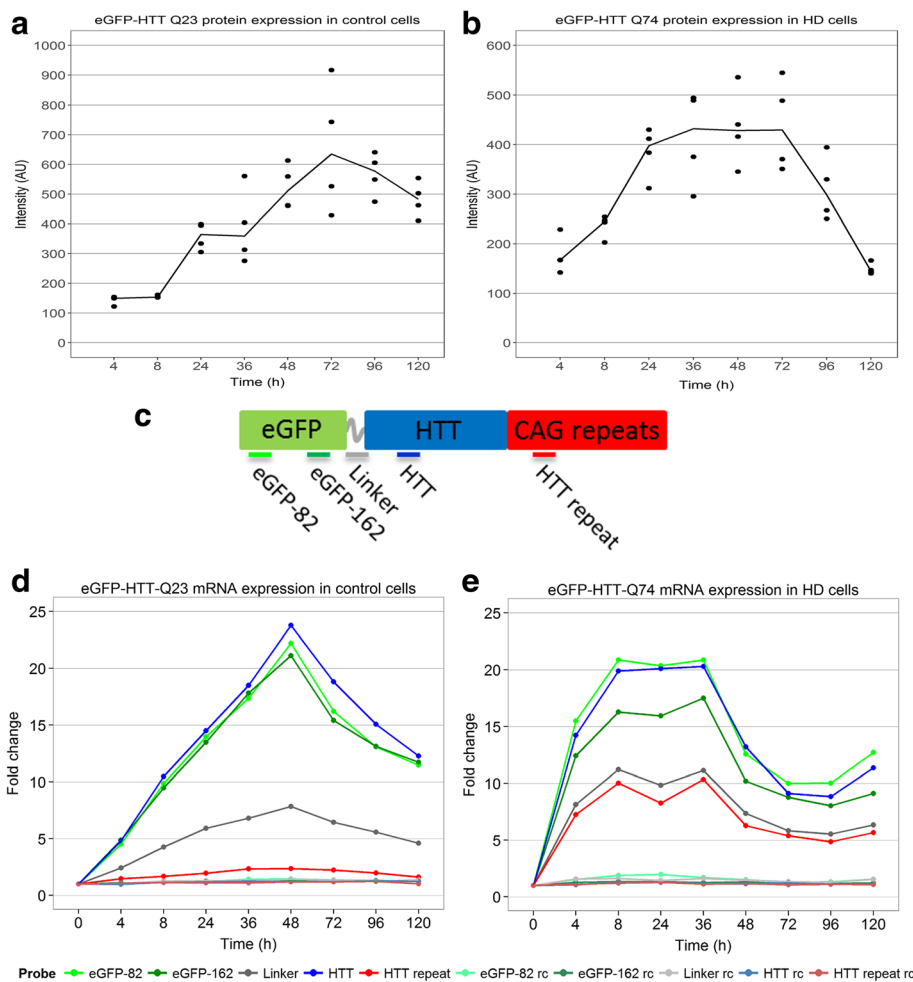 a
eGFP-HTT Q23 protein expression in control cells
Intensity (AU)
1000
900
800
700
600
500
400
300
200
100
0
4 8 24 36 48 72 96 120
Time (h)
b
eGFP-HTT Q74 protein expression in HD cells
Intensity (AU)
600
500
400
300
200
100
0
4 8 24 36 48 72 96 120
Time (h)
c
eGFP HTT CAG repeats
eGFP-82
eGFP-162
Linker
HTT
HTT repeat
d
eGFP-HTT-Q23 mRNA expression in control cells
Fold change
25
20
15
10
5
0
0 4 8 24 36 48 72 96 120
Time (h)
e
eGFP-HTT-Q74 mRNA expression in HD cells
Fold change
25
20
15
10
5
0
0 4 8 24 36 48 72 96 120
Time (h)
Probe eGFP-82 eGFP-162 Linker HTT HTT repeat eGFP-82 rc eGFP-162 rc Linker rc HTT rc HTT repeat rc